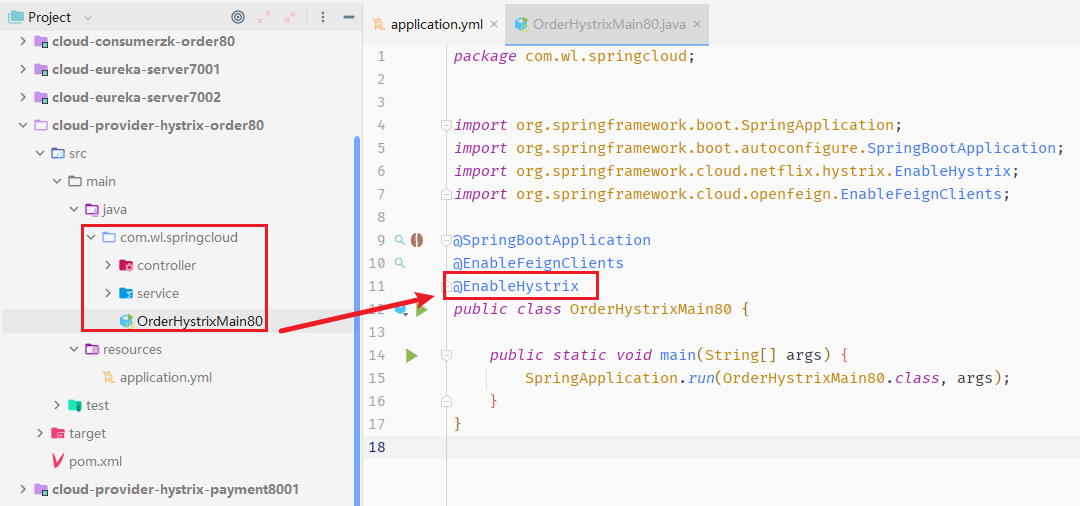 Project
cloud-consumerzk-order80
cloud-eureka-server7001
cloud-eureka-server7002
cloud-provider-hystrix-order80
src
main
java
com.wl.springcloud
controller
service
OrderHystrixMain80
resources
application.yml
test
target
pom.xml
cloud-provider-hystrix-payment8001
application.yml
OrderHystrixMain80.java
1 package com.wl.springcloud;
2
3
4 import org.springframework.boot.SpringApplication;
5 import org.springframework.boot.autoconfigure.SpringBootApplication;
6 import org.springframework.cloud.netflix.hystrix.EnableHystrix;
7 import org.springframework.cloud.openfeign.EnableFeignClients;
8
9 @SpringBootApplication
10 @EnableFeignClients
11 @EnableHystrix
12 public class OrderHystrixMain80 {
13
14 public static void main(String[] args) {
15 SpringApplication.run(OrderHystrixMain80.class, args);
16 }
17 }
18